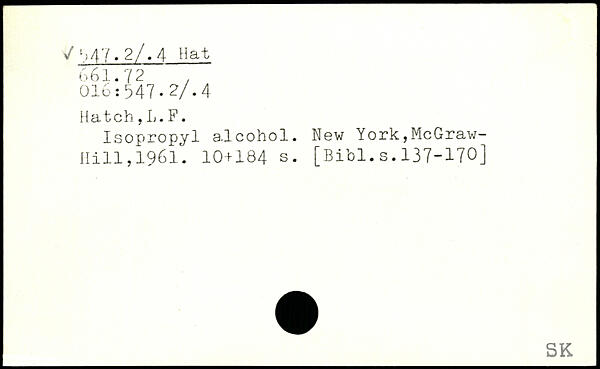 ✓ 547.2/.4 Hat
661.72
016:547.2/.4
Hatch,L.F.
Isopropyl alcohol. New York,McGraw-
Hill,1961. 10+184 s. [Bibl.s.137-170]
SK